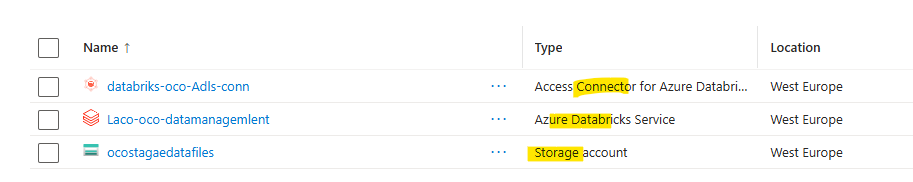 Name ↑ Type Location
databriks-oco-Adls-conn ... Access Connector for Azure Databri... West Europe
Laco-oco-datamanagemlent ... Azure Databricks Service West Europe
ocostagaedatafiles ... Storage account West Europe